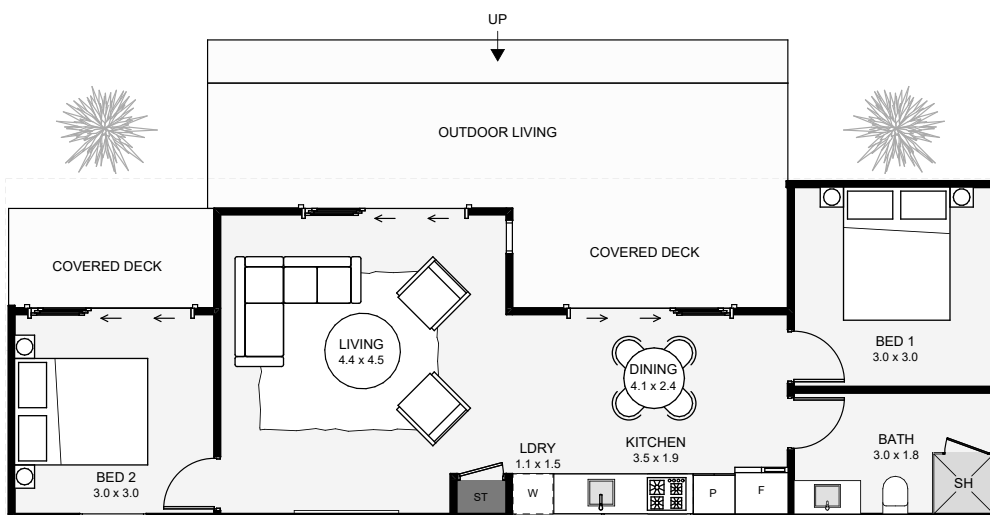 UP
OUTDOOR LIVING
COVERED DECK
COVERED DECK
LIVING
4.4 x 4.5
DINING
4.1 x 2.4
BED 1
3.0 x 3.0
BED 2
3.0 x 3.0
LDRY
1.1 x 1.5
KITCHEN
3.5 x 1.9
BATH
3.0 x 1.8
ST
W
P
F
SH